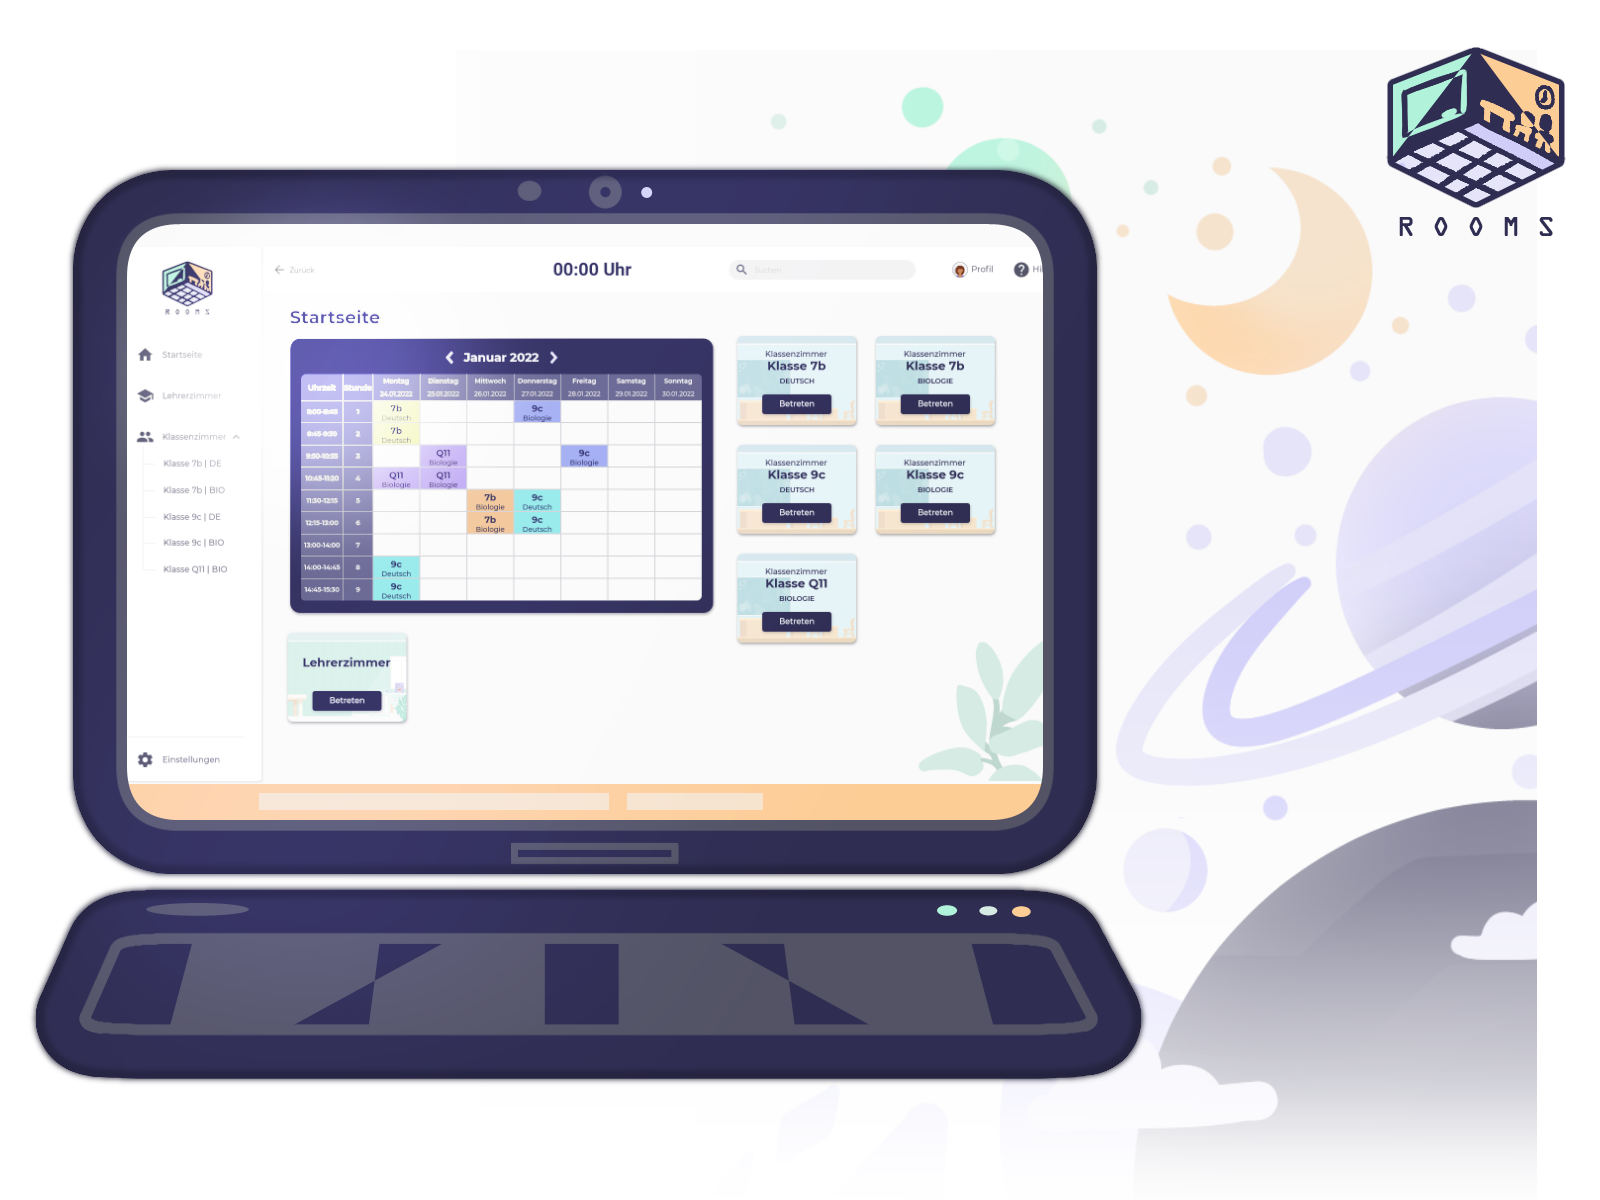 ROOMS
ROOMS
Zurück
00:00 Uhr
Suchen
Profil
Hi
Startseite
Startseite
Lehrerzimmer
Klassenzimmer
Klasse 7b | DE
Klasse 7b | BIO
Klasse 9c | DE
Klasse 9c | BIO
Klasse Q11 | BIO
Einstellungen
Januar 2022
Uhrzeit Stunde Montag Dienstag Mittwoch Donnerstag Freitag Samstag Sonntag
24.01.2022 25.01.2022 26.01.2022 27.01.2022 28.01.2022 29.01.2022 30.01.2022
8:00-8:45 1 7b Deutsch 9c Biologie
8:45-9:30 2 7b Deutsch
9:50-10:35 3 Q11 Biologie 9c Biologie
10:45-11:20 4 Q11 Biologie Q11 Biologie
11:30-12:15 5 7b Biologie 9c Deutsch
12:15-13:00 6 7b Biologie 9c Deutsch
13:00-14:00 7
14:00-14:45 8 9c Deutsch
14:45-15:30 9 9c Deutsch
Klassenzimmer
Klasse 7b
DEUTSCH
Betreten
Klassenzimmer
Klasse 7b
BIOLOGIE
Betreten
Klassenzimmer
Klasse 9c
DEUTSCH
Betreten
Klassenzimmer
Klasse 9c
BIOLOGIE
Betreten
Klassenzimmer
Klasse Q11
BIOLOGIE
Betreten
Lehrerzimmer
Betreten